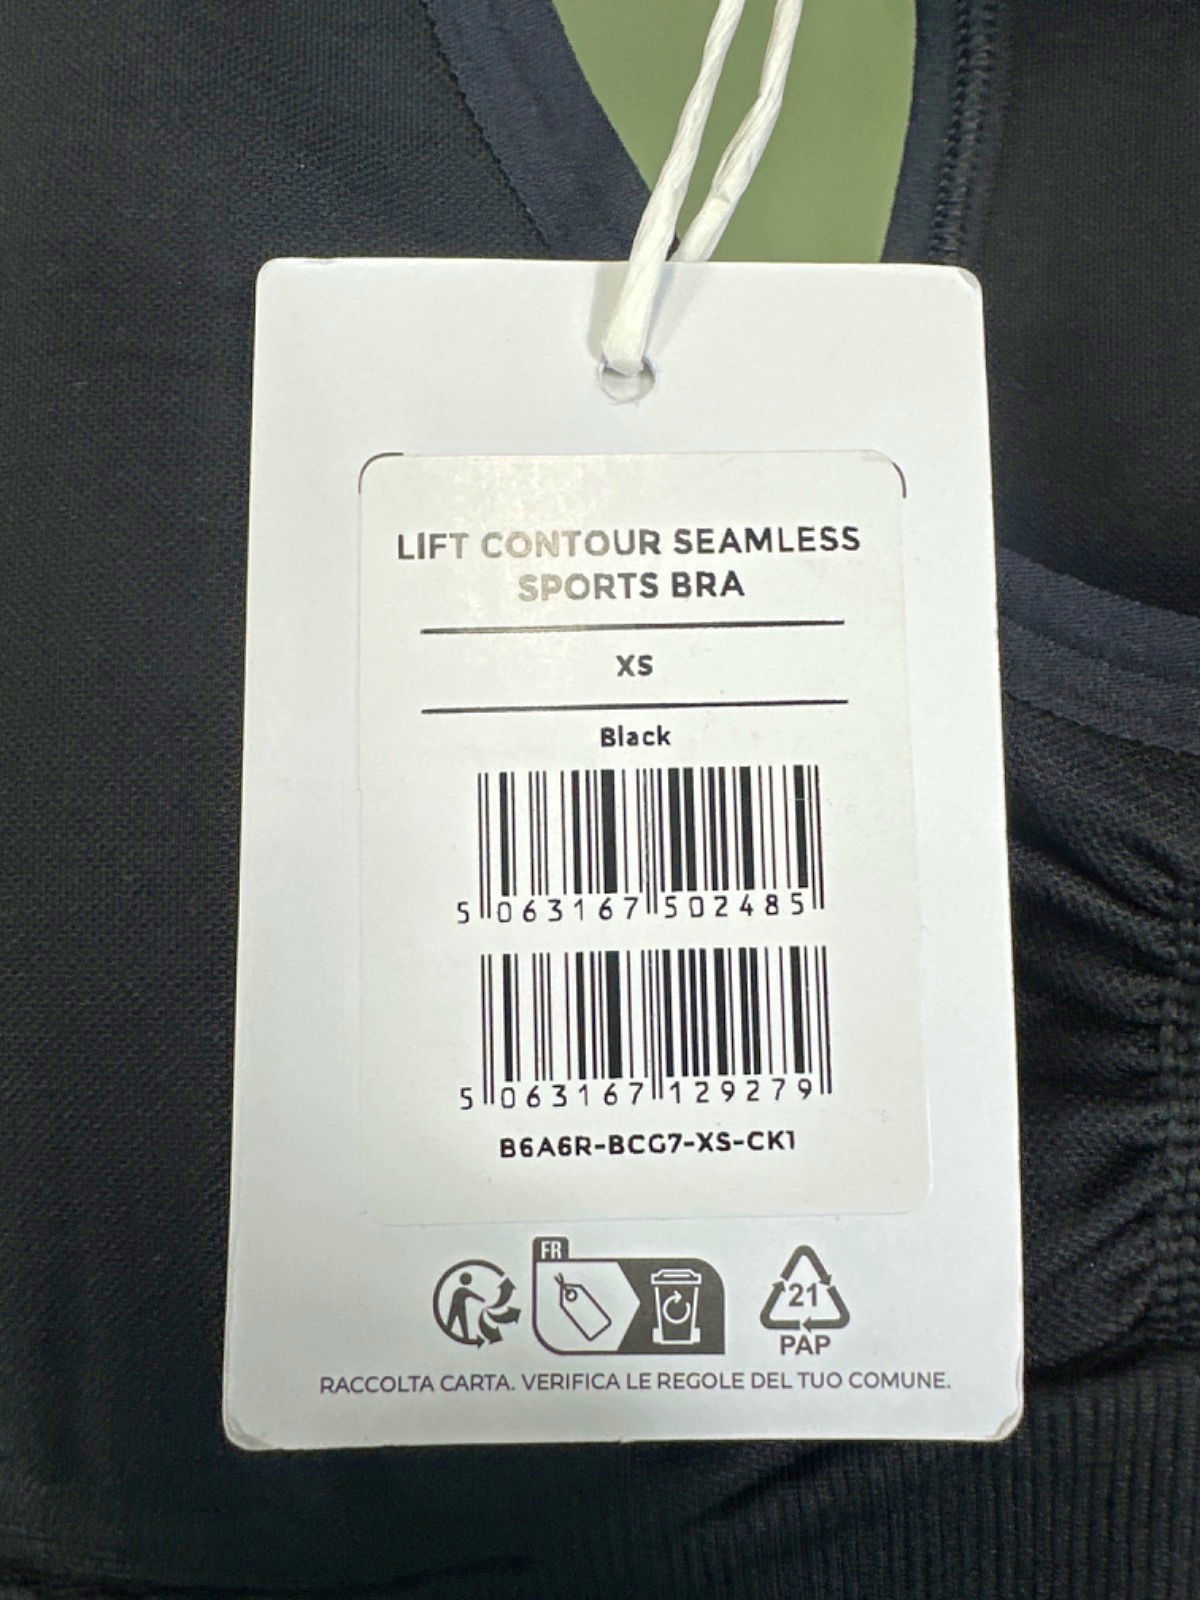 LIFT CONTOUR SEAMLESS
SPORTS BRA
XS
Black
5 063167 502485
5 063167 129279
B6A6R-BCG7-XS-CK1
FR
21
PAP
RACCOLTA CARTA. VERIFICA LE REGOLE DEL TUO COMUNE.